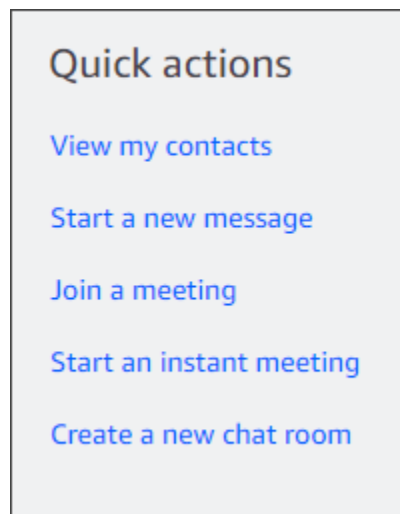 Quick actions
View my contacts
Start a new message
Join a meeting
Start an instant meeting
Create a new chat room